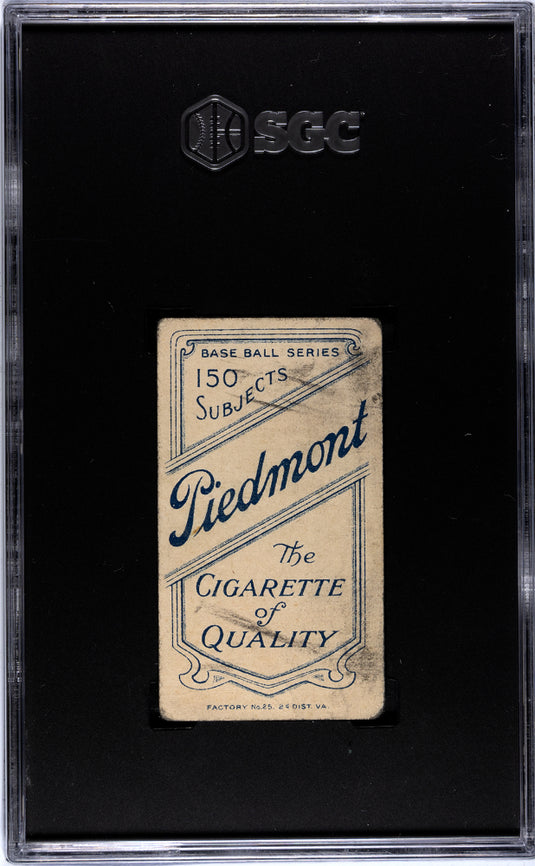 SGC
BASE BALL SERIES
150
SUBJECTS
Piedmont
The
CIGARETTE
of
QUALITY
FACTORY No.25. 2d DIST. VA.